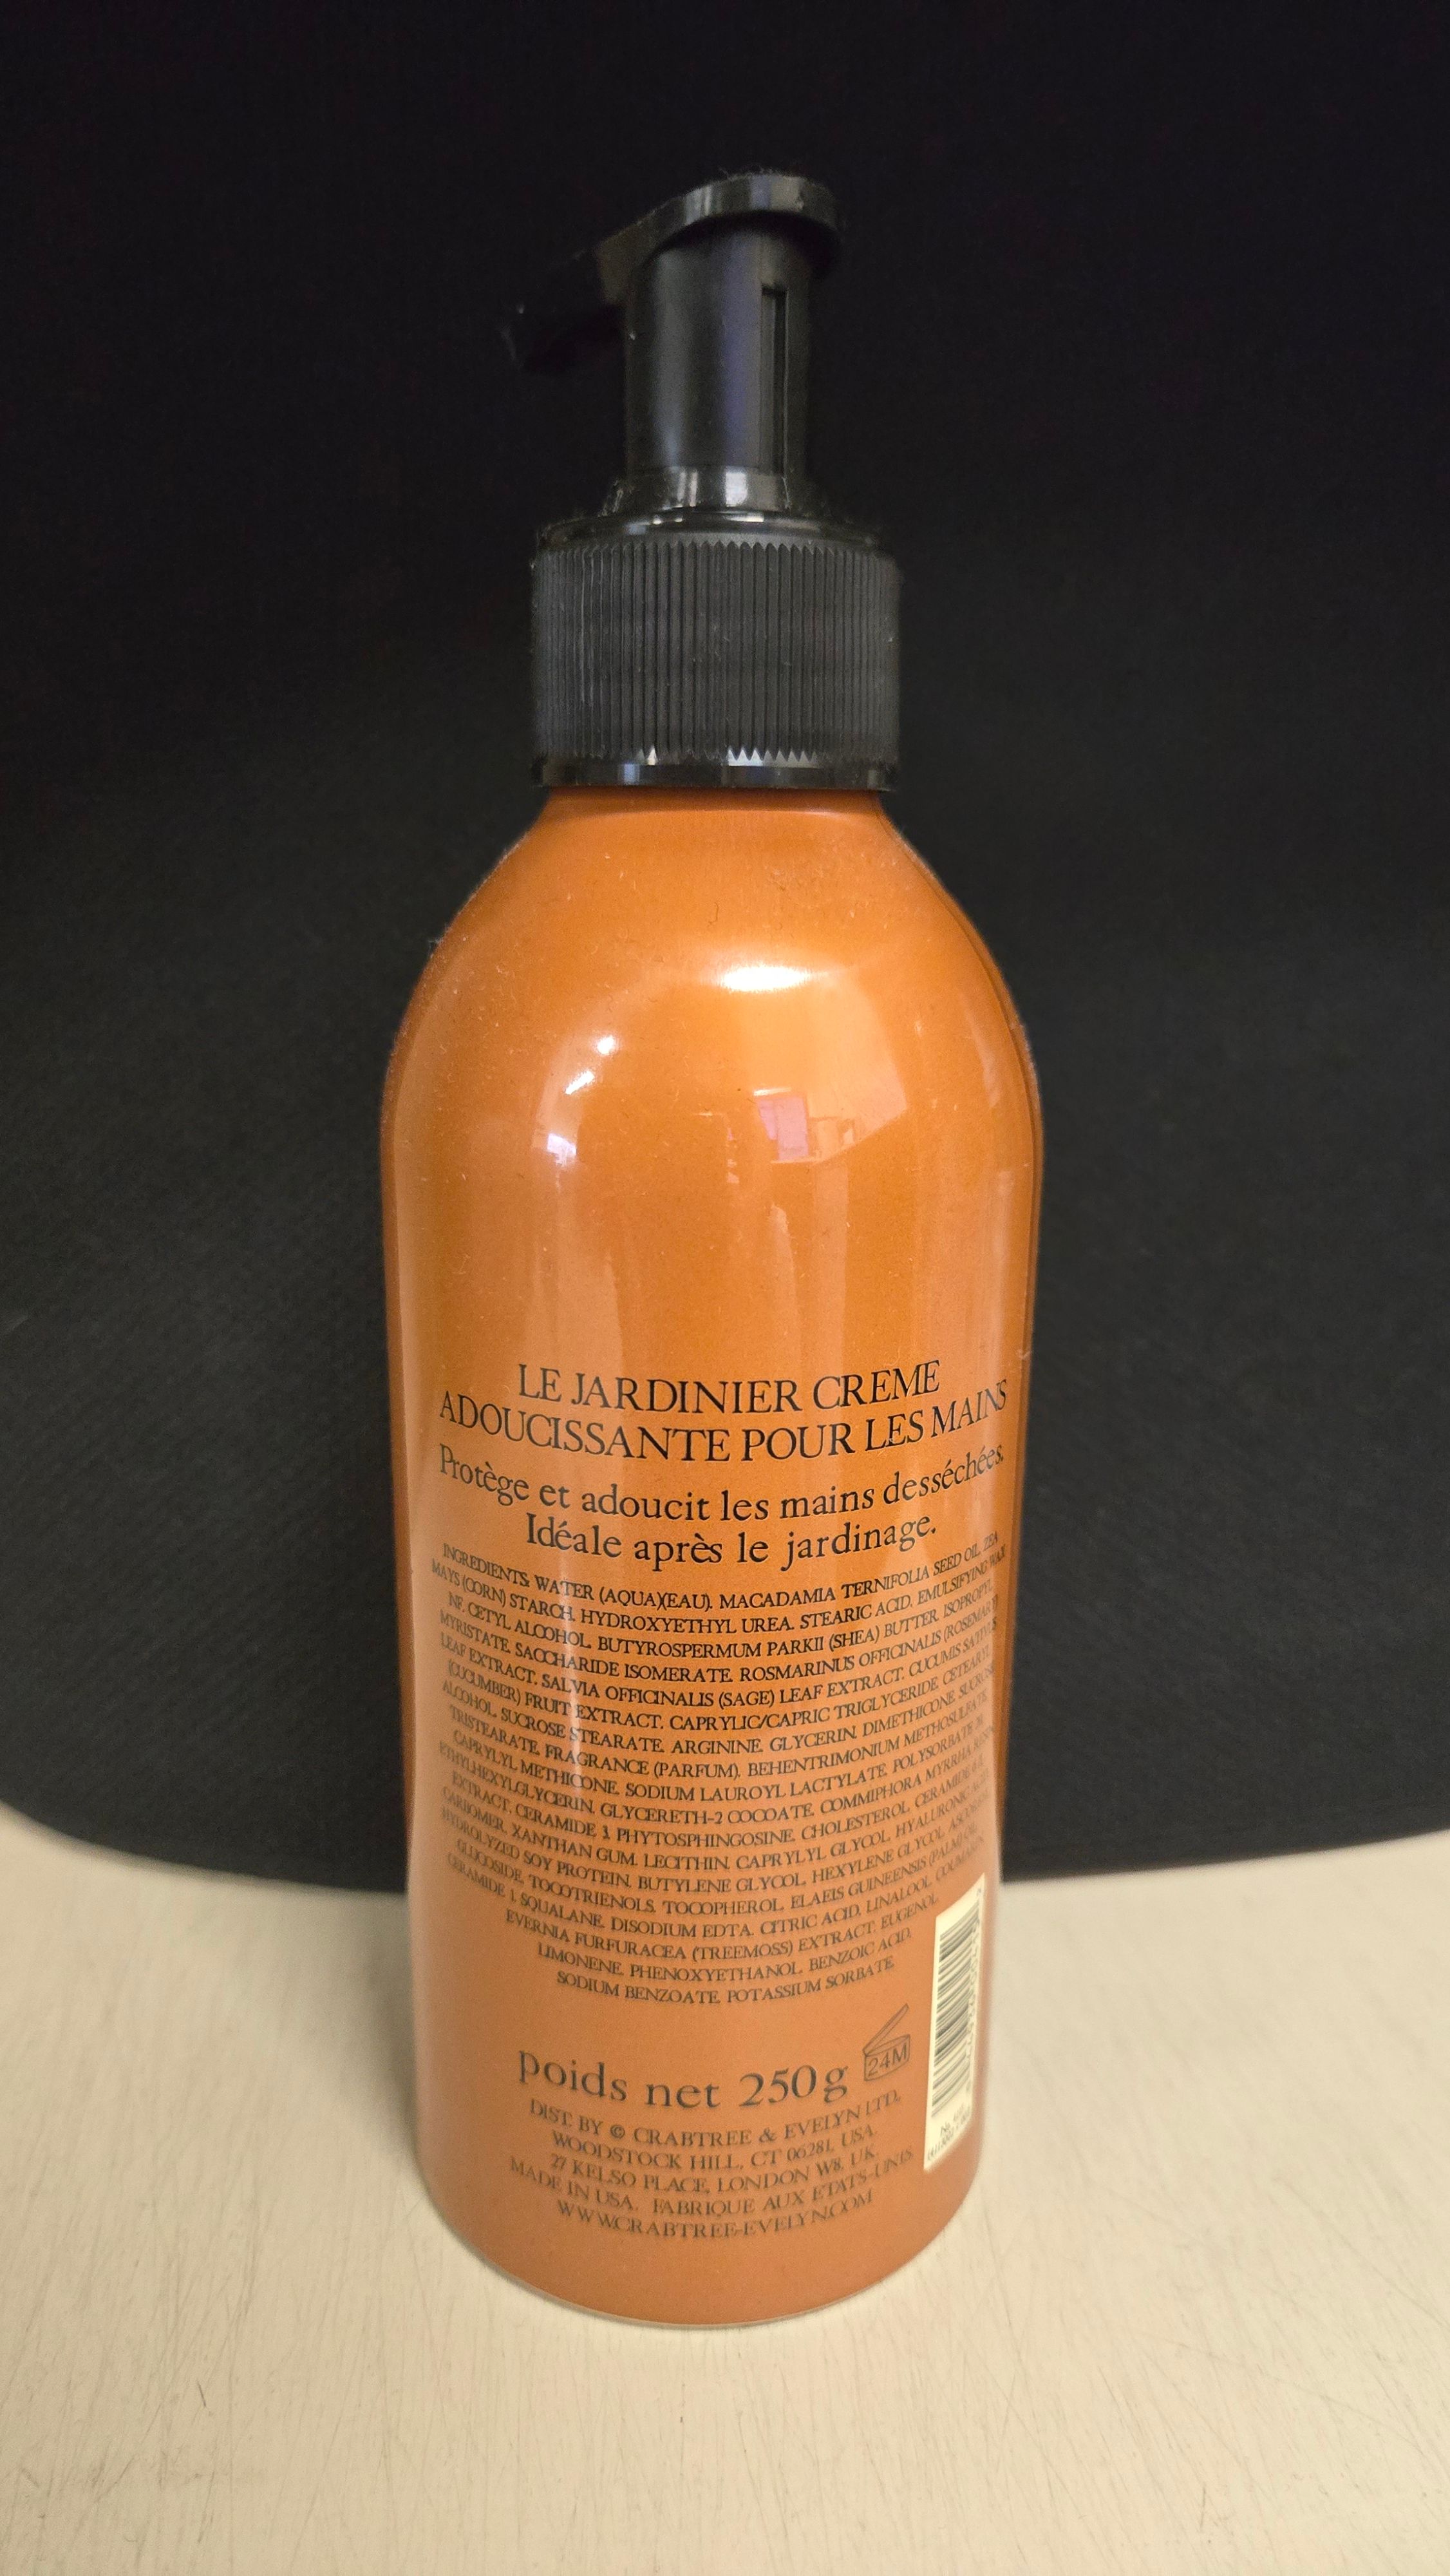 LE JARDINIER CREME
ADOUCISSANTE POUR LES MAINS
Protège et adoucit les mains desséchées.
Idéale après le jardinage.
INGREDIENTS: WATER (AQUA)(EAU), MACADAMIA TERNIFOLIA SEED OIL, ZEA
MAYS (CORN) STARCH, HYDROXYETHYL UREA, STEARIC ACID, EMULSIFYING WAX
NF, CETYL ALCOHOL, BUTYROSPERMUM PARKII (SHEA) BUTTER, ISOPROPYL
MYRISTATE, SACCHARIDE ISOMERATE, ROSMARINUS OFFICINALIS (ROSEMARY)
LEAF EXTRACT, SALVIA OFFICINALIS (SAGE) LEAF EXTRACT, CUCUMIS SATIVUS
(CUCUMBER) FRUIT EXTRACT, CAPRYLIC/CAPRIC TRIGLYCERIDE, CETEARYL
ALCOHOL, SUCROSE STEARATE, ARGININE, GLYCERIN, DIMETHICONE, SUCROSE
TRISTEARATE, FRAGRANCE (PARFUM), BEHENTRIMONIUM METHOSULFATE,
CAPRYLYL METHICONE, SODIUM LAUROYL LACTYLATE, POLYSORBATE
ETHYLHEXYLGLYCERIN, GLYCERETH-2 COCOATE, COMMIPHORA MYRRHA
EXTRACT, CERAMIDE 3, PHYTOSPHINGOSINE, CHOLESTEROL, CERAMIDE
CARBOMER, XANTHAN GUM, LECITHIN, CAPRYLYL GLYCOL, HYALURONIC ACID,
HYDROLYZED SOY PROTEIN, BUTYLENE GLYCOL, HEXYLENE GLYCOL,
GLUCOSIDE, TOCOTRIENOLS, TOCOPHEROL, ELAEIS GUINEENSIS (PALM) OIL,
CERAMIDE 1, SQUALANE, DISODIUM EDTA, CITRIC ACID, LINALOOL, COUMARIN,
EVERNIA FURFURACEA (TREEMOSS) EXTRACT, EUGENOL,
LIMONENE, PHENOXYETHANOL, BENZOIC ACID,
SODIUM BENZOATE, POTASSIUM SORBATE.
poids net 250g
24M
DIST. BY © CRABTREE & EVELYN LTD.
WOODSTOCK HILL, CT 06281, USA.
27 KELSO PLACE, LONDON W8, UK.
MADE IN USA. FABRIQUE AUX ETATS-UNIS
WWW.CRABTREE-EVELYN.COM